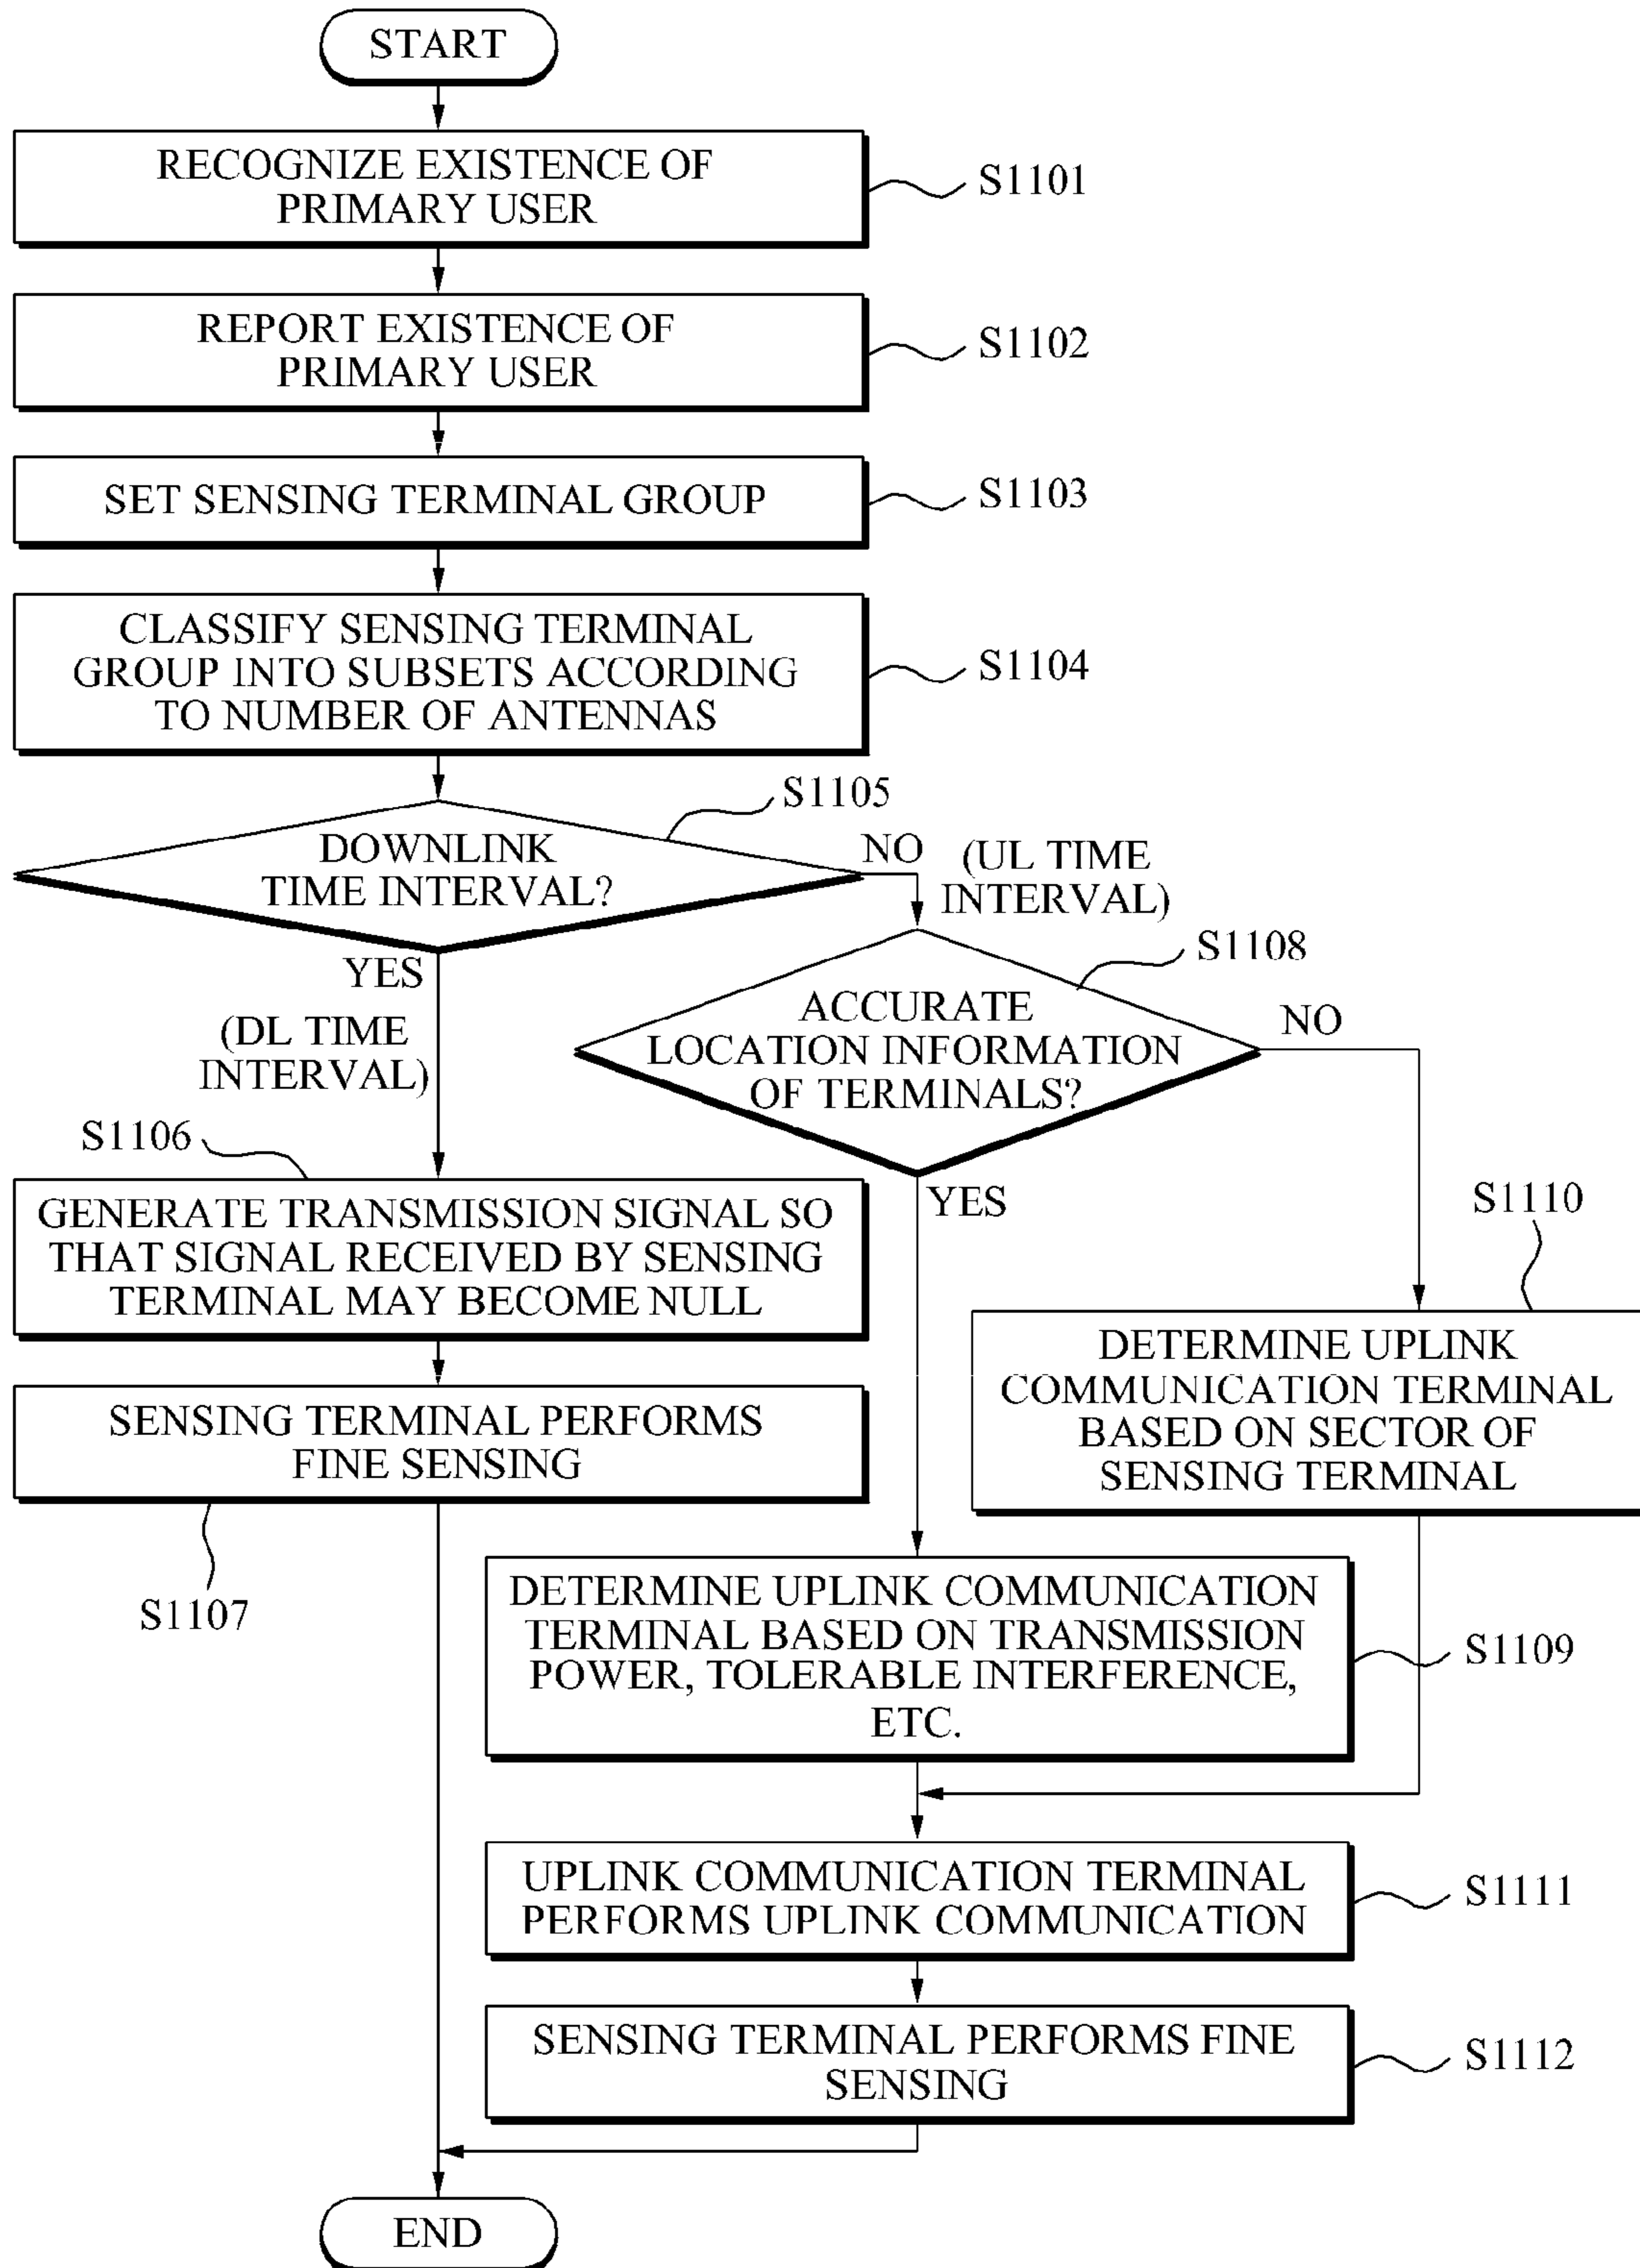 START
RECOGNIZE EXISTENCE OF
PRIMARY USER
S1101
REPORT EXISTENCE OF
PRIMARY USER
S1102
SET SENSING TERMINAL GROUP
S1103
CLASSIFY SENSING TERMINAL
GROUP INTO SUBSETS ACCORDING
TO NUMBER OF ANTENNAS
S1104
S1105
DOWNLINK
TIME INTERVAL?
NO
(UL TIME
INTERVAL)
YES
(DL TIME
INTERVAL)
S1108
ACCURATE
LOCATION INFORMATION
OF TERMINALS?
NO
YES
S1106
GENERATE TRANSMISSION SIGNAL SO
THAT SIGNAL RECEIVED BY SENSING
TERMINAL MAY BECOME NULL
SENSING TERMINAL PERFORMS
FINE SENSING
S1107
S1110
DETERMINE UPLINK
COMMUNICATION TERMINAL
BASED ON SECTOR OF
SENSING TERMINAL
DETERMINE UPLINK COMMUNICATION
TERMINAL BASED ON TRANSMISSION
POWER, TOLERABLE INTERFERENCE,
ETC.
S1109
UPLINK COMMUNICATION TERMINAL
PERFORMS UPLINK COMMUNICATION
S1111
SENSING TERMINAL PERFORMS FINE
SENSING
S1112
END